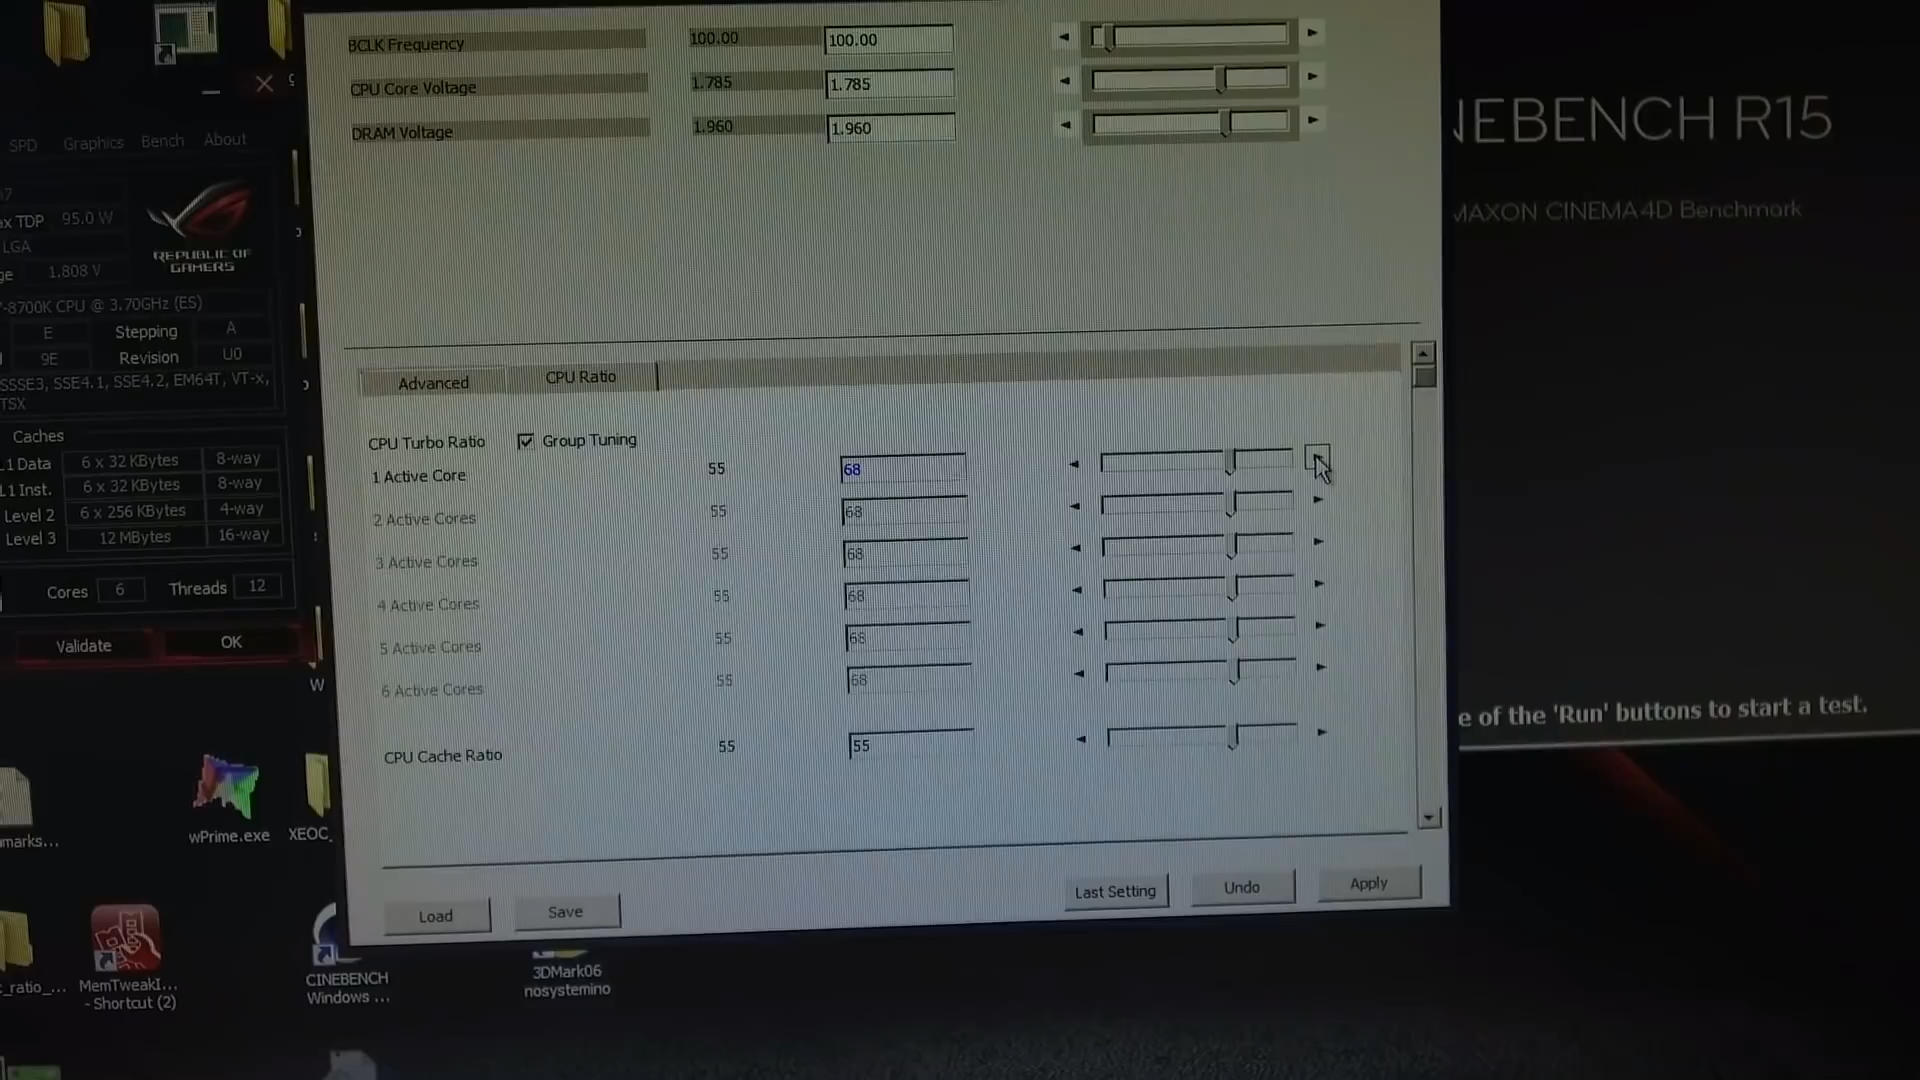 BCLK Frequency 100.00 100.00
CPU Core Voltage 1.785 1.785
DRAM Voltage 1.960 1.960
SPD Graphics Bench About
TDP 95.0 W
LGA
REPUBLIC OF
GAMERS
1.808 V
-8700K CPU @ 3.70GHz (ES)
E Stepping A
9E Revision U0
SSSE3, SSE4.1, SSE4.2, EM64T, VT-x,
TSX
Caches
L1 Data 6 x 32 KBytes 8-way
L1 Inst. 6 x 32 KBytes 8-way
Level 2 6 x 256 KBytes 4-way
Level 3 12 MBytes 16-way
Cores 6 Threads 12
Validate OK
Advanced CPU Ratio
CPU Turbo Ratio Group Tuning
1 Active Core 55 68
2 Active Cores 55 68
3 Active Cores 55 68
4 Active Cores 55 68
5 Active Cores 55 68
6 Active Cores 55 68
CPU Cache Ratio 55 55
Load Save Last Setting Undo Apply
NEBENCH R15
MAXON CINEMA4D Benchmark
e of the 'Run' buttons to start a test.
W
marks...
wPrime.exe
XEOC_
_ratio_...
MemTweakI...
- Shortcut (2)
CINEBENCH
Windows ...
3DMark06
nosystemino